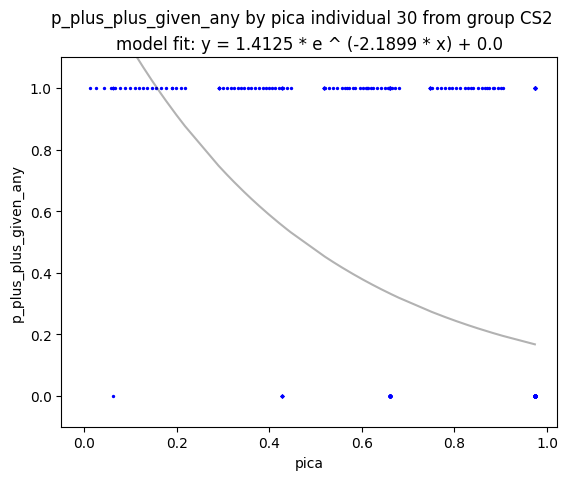 p_plus_plus_given_any by pica individual 30 from group CS2
model fit: y = 1.4125 * e ^ (-2.1899 * x) + 0.0
p_plus_plus_given_any
1.0
0.8
0.6
0.4
0.2
0.0
0.0 0.2 0.4 0.6 0.8 1.0
pica